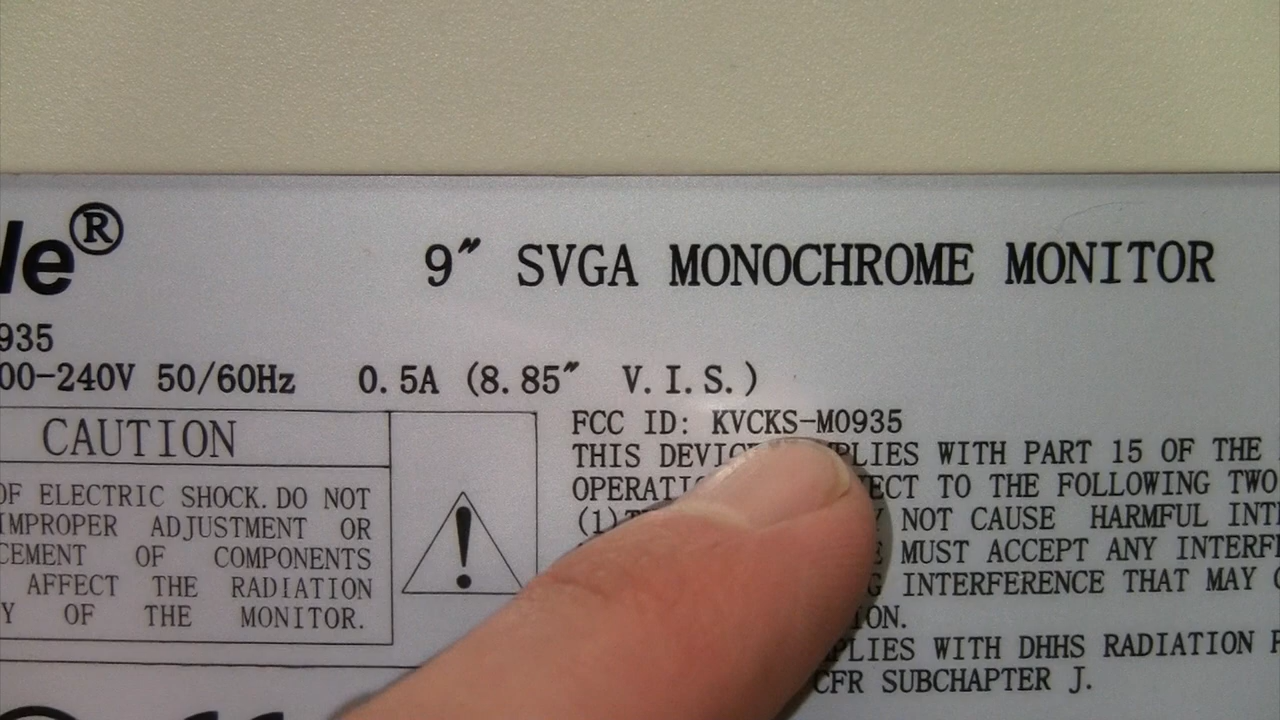 le®
9″ SVGA MONOCHROME MONITOR
935
00-240V 50/60Hz 0.5A (8.85″ V.I.S.)
CAUTION
OF ELECTRIC SHOCK.DO NOT
IMPROPER ADJUSTMENT OR
CEMENT OF COMPONENTS
AFFECT THE RADIATION
Y OF THE MONITOR.
FCC ID: KVCKS-M0935
THIS DEVIC PLIES WITH PART 15 OF THE
OPERATI ECT TO THE FOLLOWING TWO
(1) Y NOT CAUSE HARMFUL INT
E MUST ACCEPT ANY INTERF
G INTERFERENCE THAT MAY
ION.
PLIES WITH DHHS RADIATION
CFR SUBCHAPTER J.